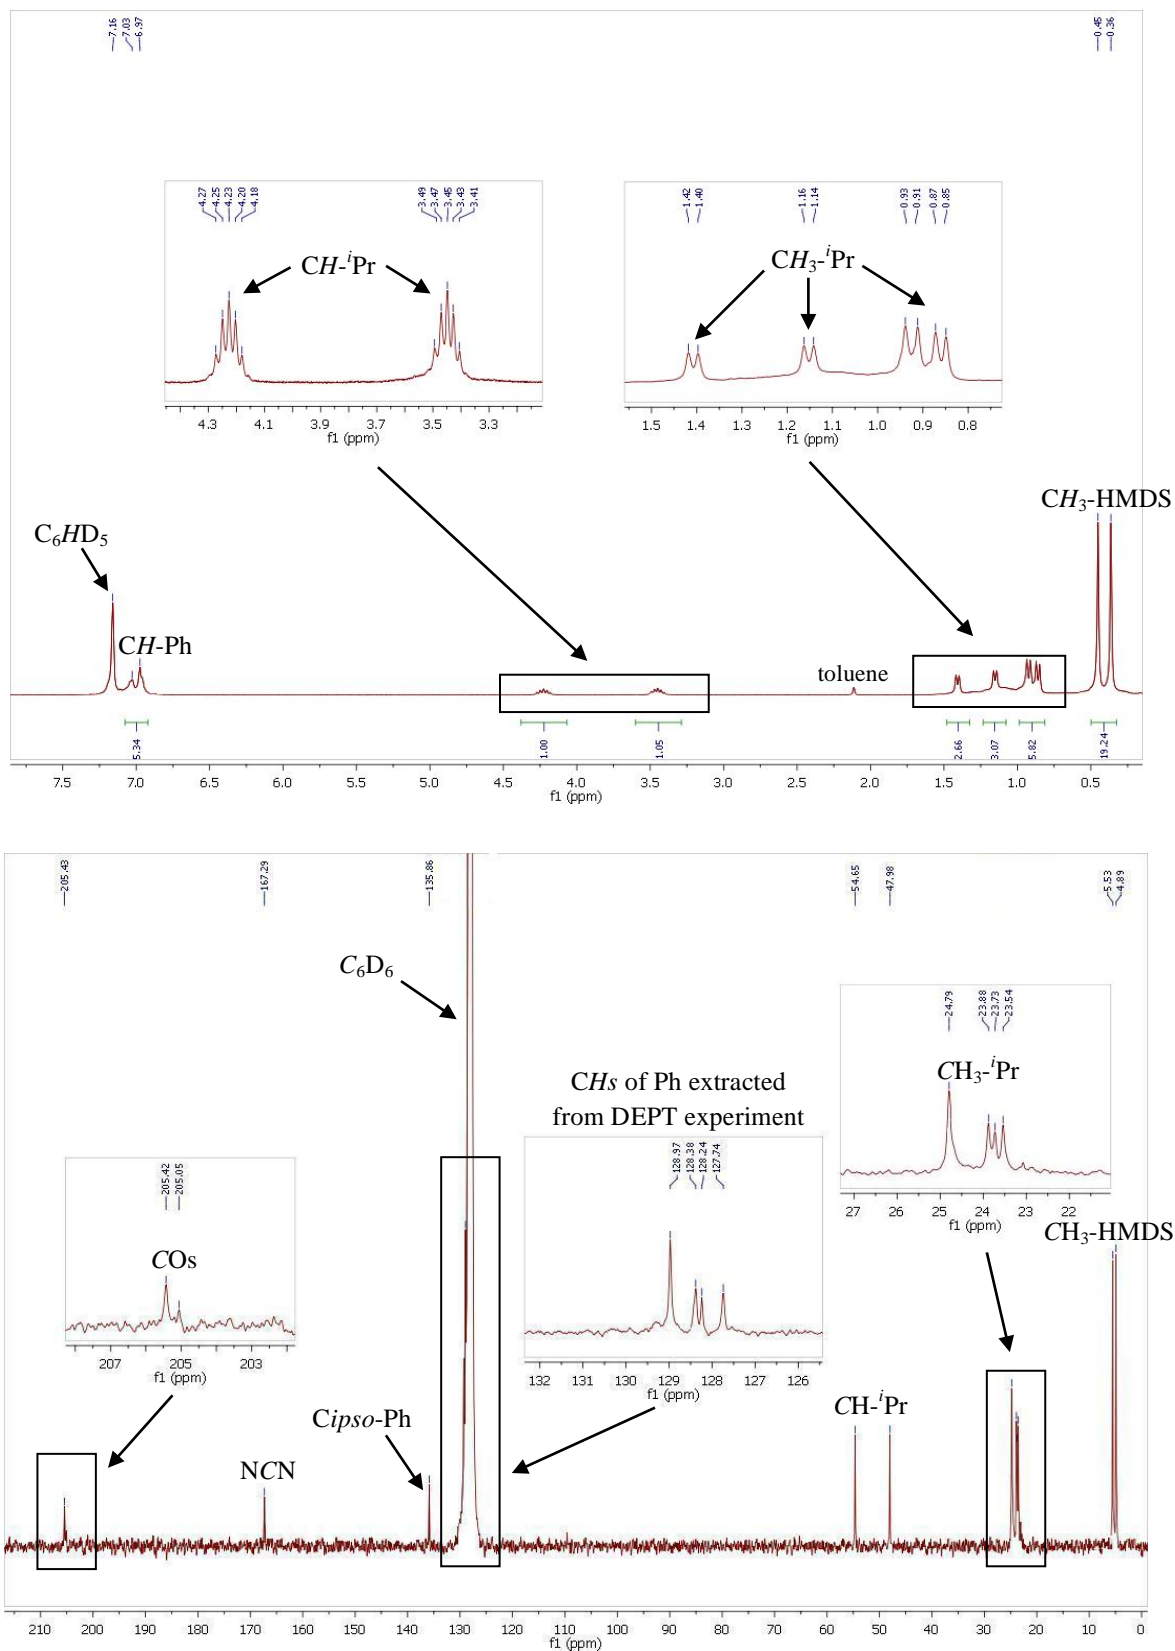 7.16
7.03
6.97
0.45
0.36
4.27
4.25
4.23
4.20
4.18
3.49
3.47
3.45
3.43
3.41
1.42
1.40
1.16
1.14
0.93
0.91
0.87
0.85
CH-iPr
CH3-iPr
4.3 4.1 3.9 3.7 3.5 3.3
f1 (ppm)
1.5 1.4 1.3 1.2 1.1 1.0 0.9 0.8
f1 (ppm)
CH3-HMDS
C6HD5
CH-Ph
toluene
5.34
1.00
1.05
2.66
3.07
5.82
19.24
7.5 7.0 6.5 6.0 5.5 5.0 4.5 4.0 3.5 3.0 2.5 2.0 1.5 1.0 0.5
f1 (ppm)
205.43
167.29
135.86
54.65
47.98
5.53
4.89
C6D6
24.79
23.88
23.73
23.54
CH3-iPr
27 26 25 24 23 22
f1 (ppm)
CHs of Ph extracted
from DEPT experiment
128.97
128.38
128.24
127.74
132 131 130 129 128 127 126
f1 (ppm)
205.42
205.05
COs
207 205 203
f1 (ppm)
CH3-HMDS
Cipso-Ph
CH-iPr
NCN
210 200 190 180 170 160 150 140 130 120 110 100 90 80 70 60 50 40 30 20 10 0
f1 (ppm)